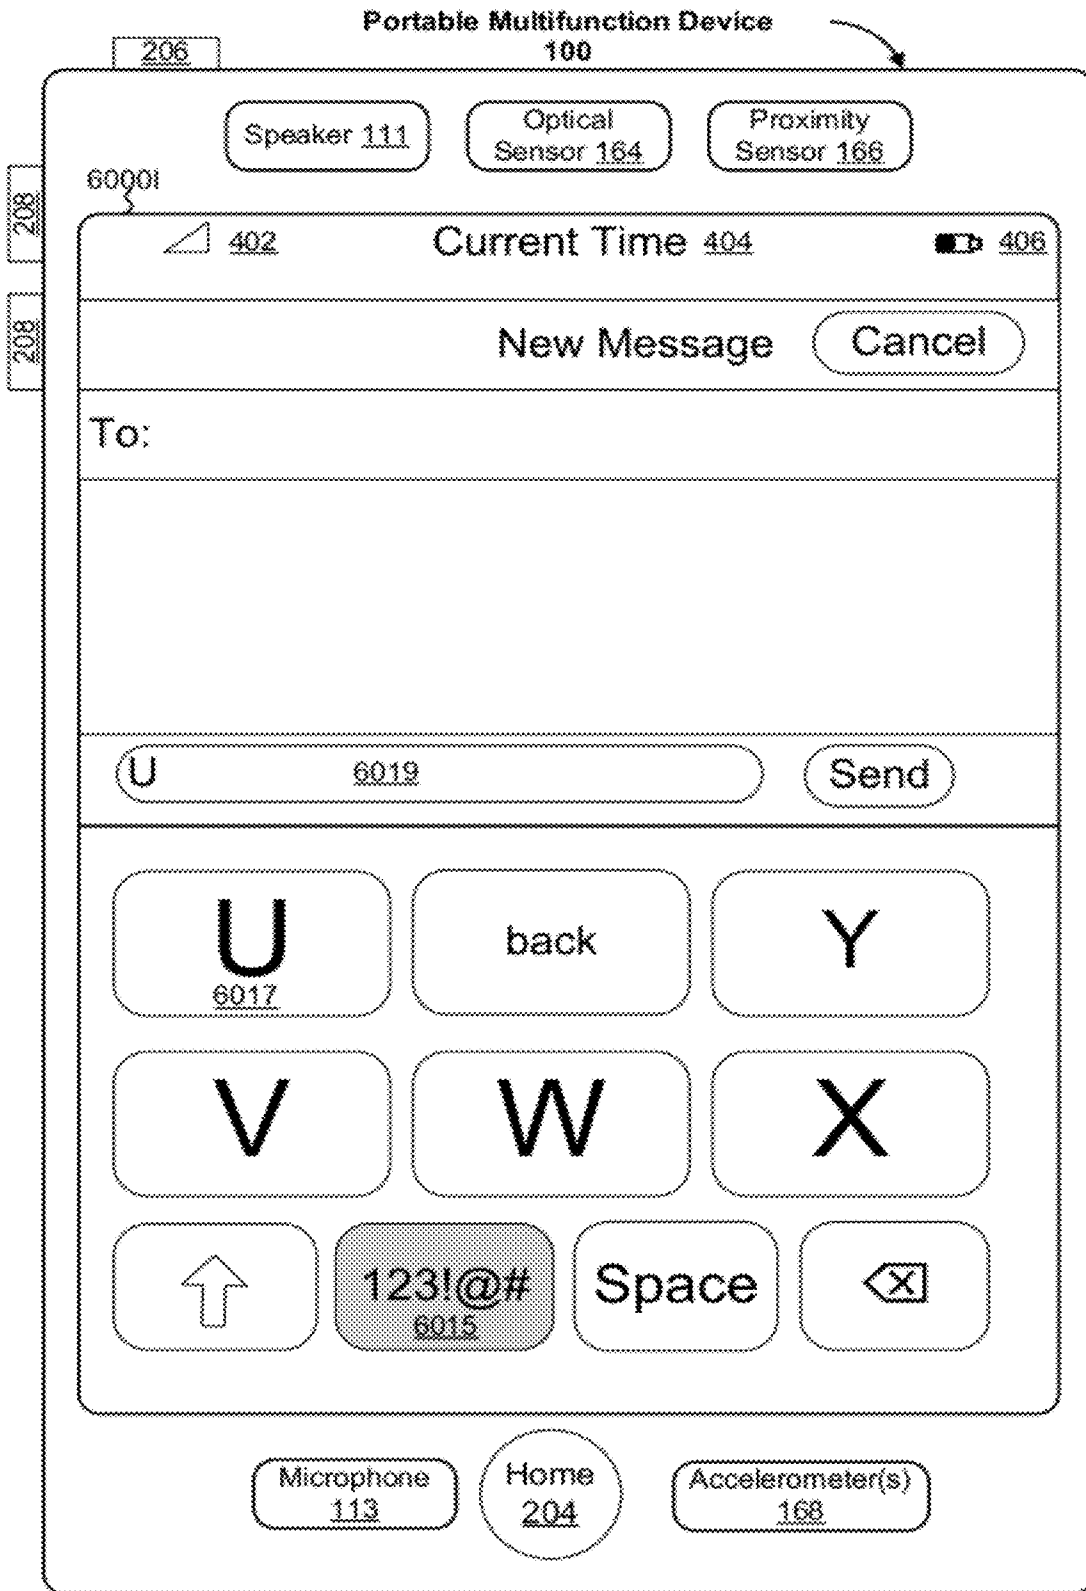 Portable Multifunction Device
100
206
Speaker 111
Optical
Sensor 164
Proximity
Sensor 166
208
208
6000I
402
Current Time 404
406
New Message
Cancel
To:
U
6019
Send
U
6017
back
Y
V
W
X
123!@#
6015
Space
Microphone
113
Home
204
Accelerometer(s)
168